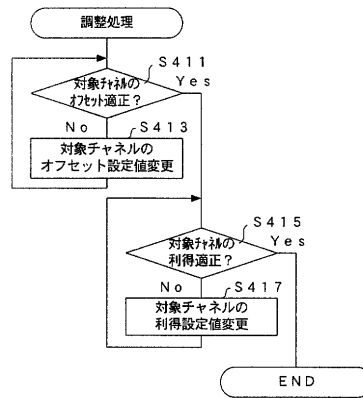 調整処理
S411
対象ﾁｬﾈﾙの
ｵﾌｾｯﾄ適正？
Yes
No
S413
対象チャネルの
オフセット設定値変更
S415
対象ﾁｬﾈﾙの
利得適正？
Yes
No
S417
対象チャネルの
利得設定値変更
END